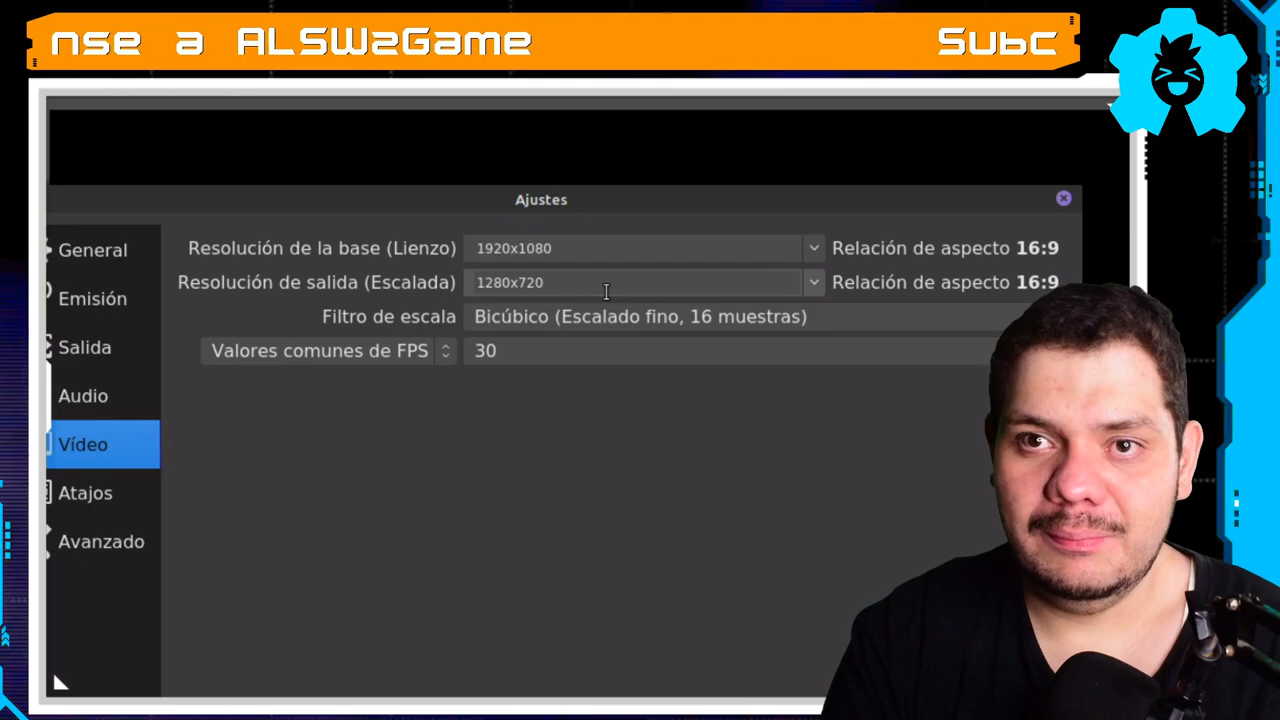 nse a ALSW2Game Subc
Ajustes
General
Emisión
Salida
Audio
Vídeo
Atajos
Avanzado
Resolución de la base (Lienzo) 1920x1080 Relación de aspecto 16:9
Resolución de salida (Escalada) 1280x720 Relación de aspecto 16:9
Filtro de escala Bicúbico (Escalado fino, 16 muestras)
Valores comunes de FPS 30